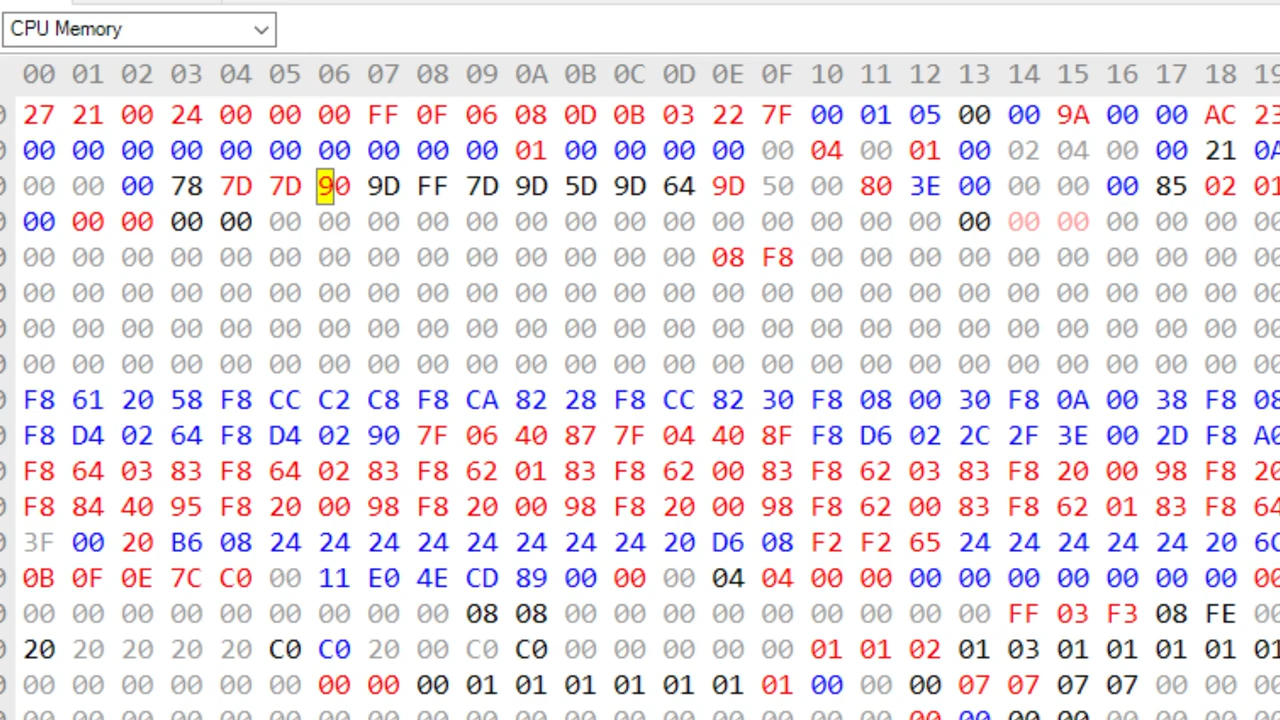 CPU Memory
00 01 02 03 04 05 06 07 08 09 0A 0B 0C 0D 0E 0F 10 11 12 13 14 15 16 17 18 19
27 21 00 24 00 00 00 FF 0F 06 08 0D 0B 03 22 7F 00 01 05 00 00 9A 00 00 AC 23
00 00 00 00 00 00 00 00 00 00 01 00 00 00 00 00 04 00 01 00 02 04 00 00 21 0A
00 00 00 78 7D 7D 90 9D FF 7D 9D 5D 9D 64 9D 50 00 80 3E 00 00 00 00 85 02 01
00 00 00 00 00 00 00 00 00 00 00 00 00 00 00 00 00 00 00 00 00 00 00 00 00 00
00 00 00 00 00 00 00 00 00 00 00 00 00 00 08 F8 00 00 00 00 00 00 00 00 00 00
00 00 00 00 00 00 00 00 00 00 00 00 00 00 00 00 00 00 00 00 00 00 00 00 00 00
00 00 00 00 00 00 00 00 00 00 00 00 00 00 00 00 00 00 00 00 00 00 00 00 00 00
00 00 00 00 00 00 00 00 00 00 00 00 00 00 00 00 00 00 00 00 00 00 00 00 00 00
F8 61 20 58 F8 CC C2 C8 F8 CA 82 28 F8 CC 82 30 F8 08 00 30 F8 0A 00 38 F8 08
F8 D4 02 64 F8 D4 02 90 7F 06 40 87 7F 04 40 8F F8 D6 02 2C 2F 3E 00 2D F8 A0
F8 64 03 83 F8 64 02 83 F8 62 01 83 F8 62 00 83 F8 62 03 83 F8 20 00 98 F8 20
F8 84 40 95 F8 20 00 98 F8 20 00 98 F8 20 00 98 F8 62 00 83 F8 62 01 83 F8 64
3F 00 20 B6 08 24 24 24 24 24 24 24 24 20 D6 08 F2 F2 65 24 24 24 24 24 20 6C
0B 0F 0E 7C C0 00 11 E0 4E CD 89 00 00 00 04 04 00 00 00 00 00 00 00 00 00 00
00 00 00 00 00 00 00 00 00 08 08 00 00 00 00 00 00 00 00 00 FF 03 F3 08 FE 00
20 20 20 20 20 C0 C0 20 00 C0 C0 00 00 00 00 00 01 01 02 01 03 01 01 01 01 01
00 00 00 00 00 00 00 00 00 01 01 01 01 01 01 01 00 00 00 07 07 07 07 00 00 00